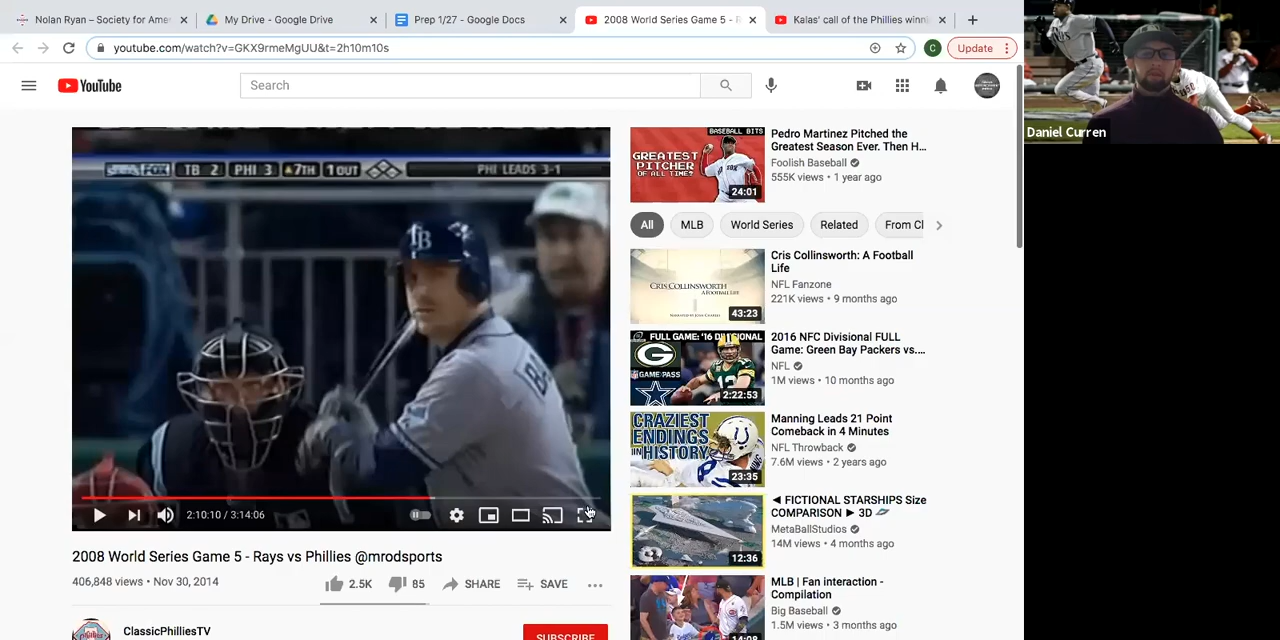 Nolan Ryan – Society for Amer
My Drive - Google Drive
Prep 1/27 - Google Docs
2008 World Series Game 5 - R
Kalas' call of the Phillies winni
youtube.com/watch?v=GKX9rmeMgUU&t=2h10m10s
C
Update
YouTube
Search
Daniel Curren
FOX TB 2 PHI 3 ▲7TH 1 OUT PHI LEADS 3-1
TB
2:10:10 / 3:14:06
2008 World Series Game 5 - Rays vs Phillies @mrodsports
406,848 views • Nov 30, 2014
2.5K 85 SHARE SAVE
ClassicPhilliesTV
SUBSCRIBE
BASEBALL BITS
GREATEST
PITCHER
OF ALL TIME?
24:01
Pedro Martinez Pitched the
Greatest Season Ever. Then H...
Foolish Baseball
555K views • 1 year ago
All MLB World Series Related From Cl
CRIS COLLINSWORTH
A FOOTBALL LIFE
43:23
Cris Collinsworth: A Football
Life
NFL Fanzone
221K views • 9 months ago
FULL GAME: '16 DIVISIONAL
GAME PASS
2:22:53
2016 NFC Divisional FULL
Game: Green Bay Packers vs....
NFL
1M views • 10 months ago
CRAZIEST
ENDINGS
IN HISTORY
23:35
Manning Leads 21 Point
Comeback in 4 Minutes
NFL Throwback
7.6M views • 2 years ago
12:36
◄ FICTIONAL STARSHIPS Size
COMPARISON ► 3D
MetaBallStudios
14M views • 4 months ago
14:08
MLB | Fan interaction -
Compilation
Big Baseball
1.5M views • 3 months ago